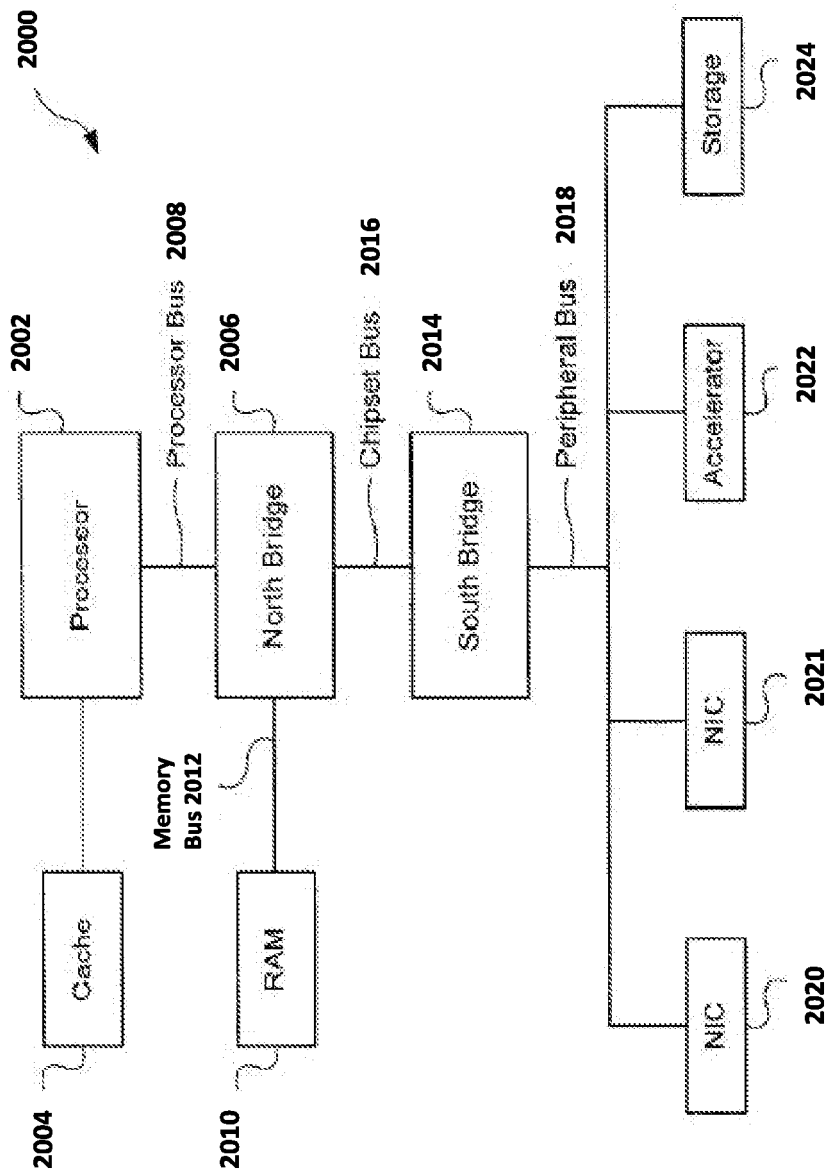 2000
2002
Processor
2004
Cache
Processor Bus 2008
2006
North Bridge
Memory
Bus 2012
2010
RAM
Chipset Bus 2016
2014
South Bridge
Peripheral Bus 2018
NIC
NIC
Accelerator
Storage
2020
2021
2022
2024